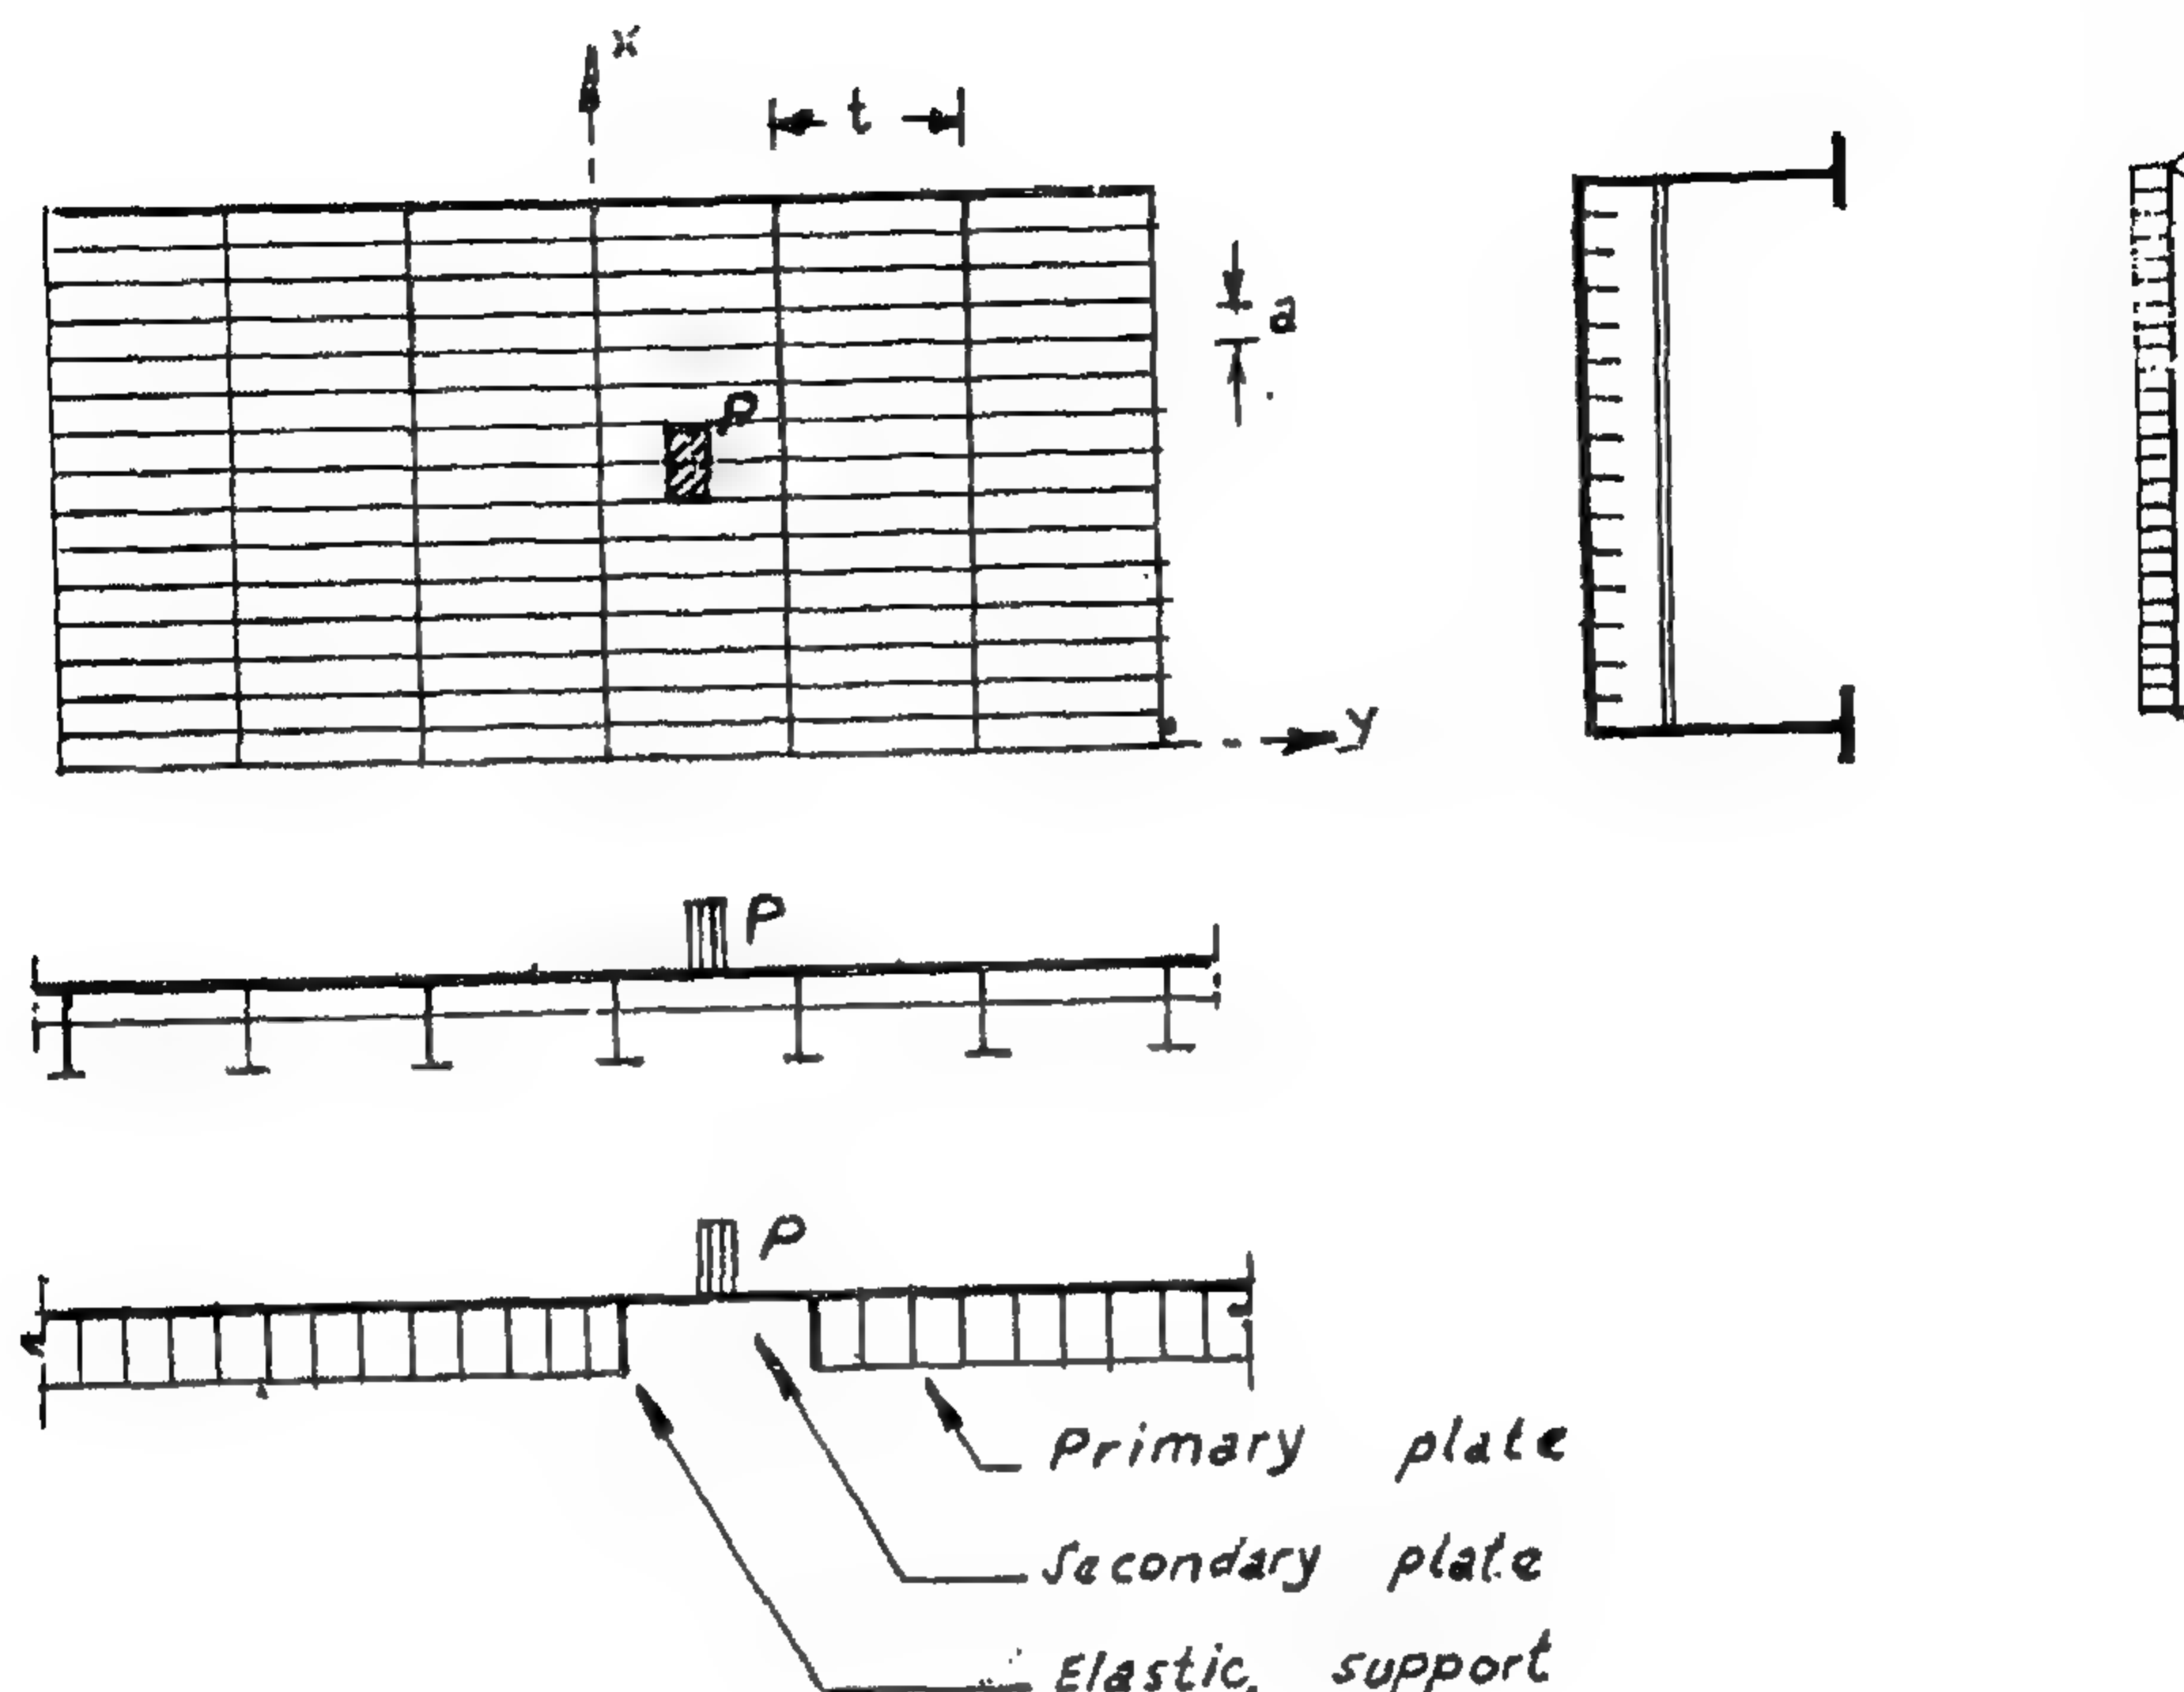 x
t
a
P
y
P
P
Primary plate
Secondary plate
Elastic support